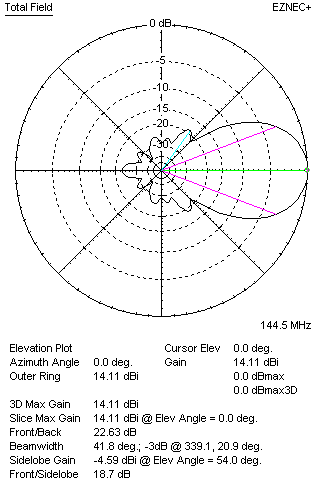 Total Field
EZNEC+
0 dB
-5
-10
-15
-20
-30
144.5 MHz
Elevation Plot
Cursor Elev 0.0 deg.
Azimuth Angle 0.0 deg.
Gain 14.11 dBi
Outer Ring 14.11 dBi
0.0 dBmax
0.0 dBmax3D
3D Max Gain 14.11 dBi
Slice Max Gain 14.11 dBi @ Elev Angle = 0.0 deg.
Front/Back 22.63 dB
Beamwidth 41.8 deg.; -3dB @ 339.1, 20.9 deg.
Sidelobe Gain -4.59 dBi @ Elev Angle = 54.0 deg.
Front/Sidelobe 18.7 dB